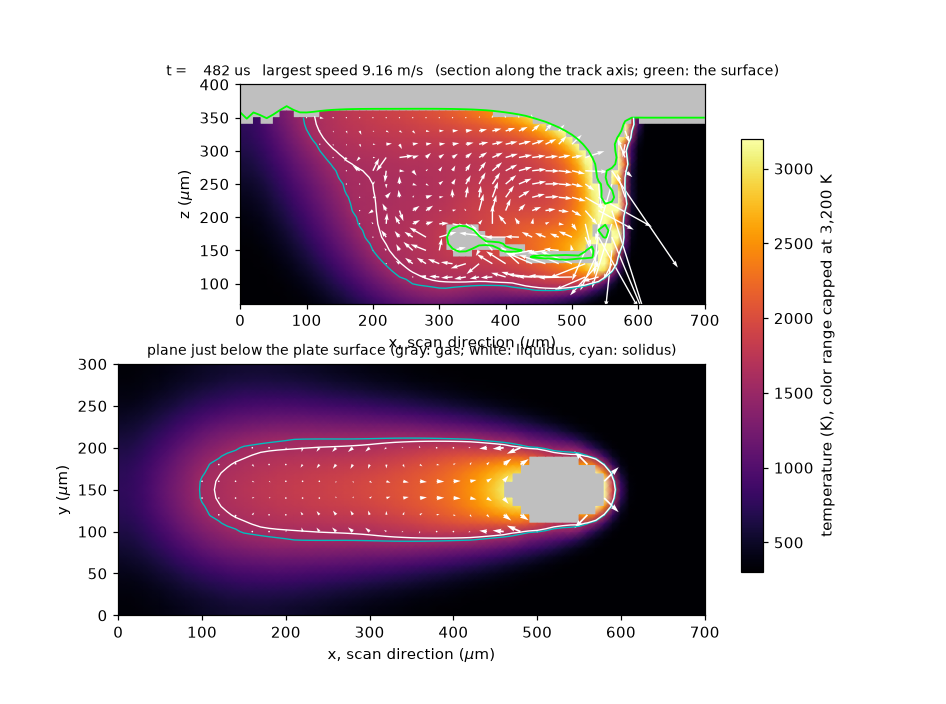 t =    482 us   largest speed 9.16 m/s   (section along the track axis; green: the surface)
400
350
300
250
200
150
100
z (μm)
0 100 200 300 400 500 600 700
x, scan direction (μm)
plane just below the plate surface (gray: gas; white: liquidus, cyan: solidus)
300
250
200
150
100
50
0
y (μm)
0 100 200 300 400 500 600 700
x, scan direction (μm)
3000
2500
2000
1500
1000
500
temperature (K), color range capped at 3,200 K